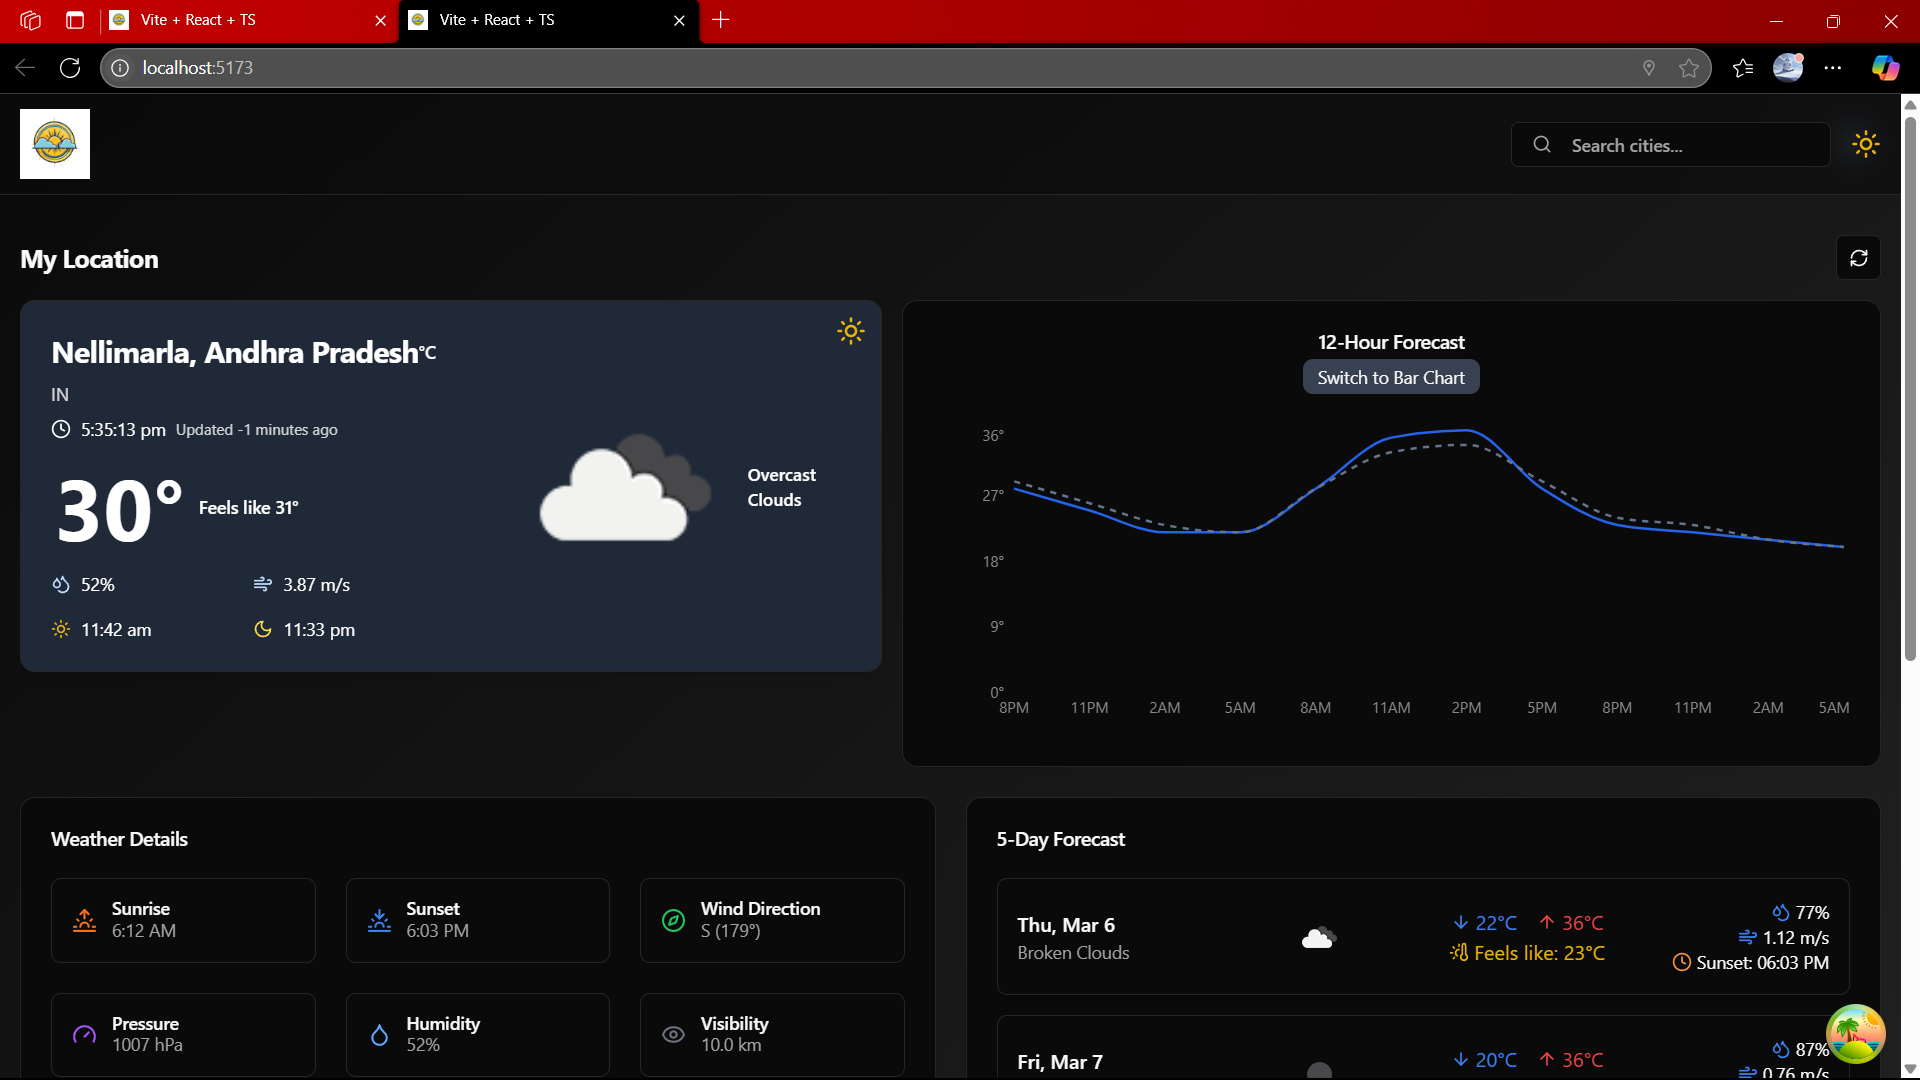 Vite + React + TS
Vite + React + TS
localhost:5173
Search cities...
My Location
Nellimarla, Andhra Pradesh°C
IN
5:35:13 pm Updated -1 minutes ago
30° Feels like 31°
Overcast
Clouds
52% 3.87 m/s
11:42 am 11:33 pm
12-Hour Forecast
Switch to Bar Chart
36°
27°
18°
9°
0°
8PM 11PM 2AM 5AM 8AM 11AM 2PM 5PM 8PM 11PM 2AM 5AM
Weather Details
Sunrise
6:12 AM
Sunset
6:03 PM
Wind Direction
S (179°)
Pressure
1007 hPa
Humidity
52%
Visibility
10.0 km
5-Day Forecast
Thu, Mar 6
Broken Clouds
22°C 36°C
Feels like: 23°C
77%
1.12 m/s
Sunset: 06:03 PM
Fri, Mar 7
20°C 36°C
87%
0.76 m/s